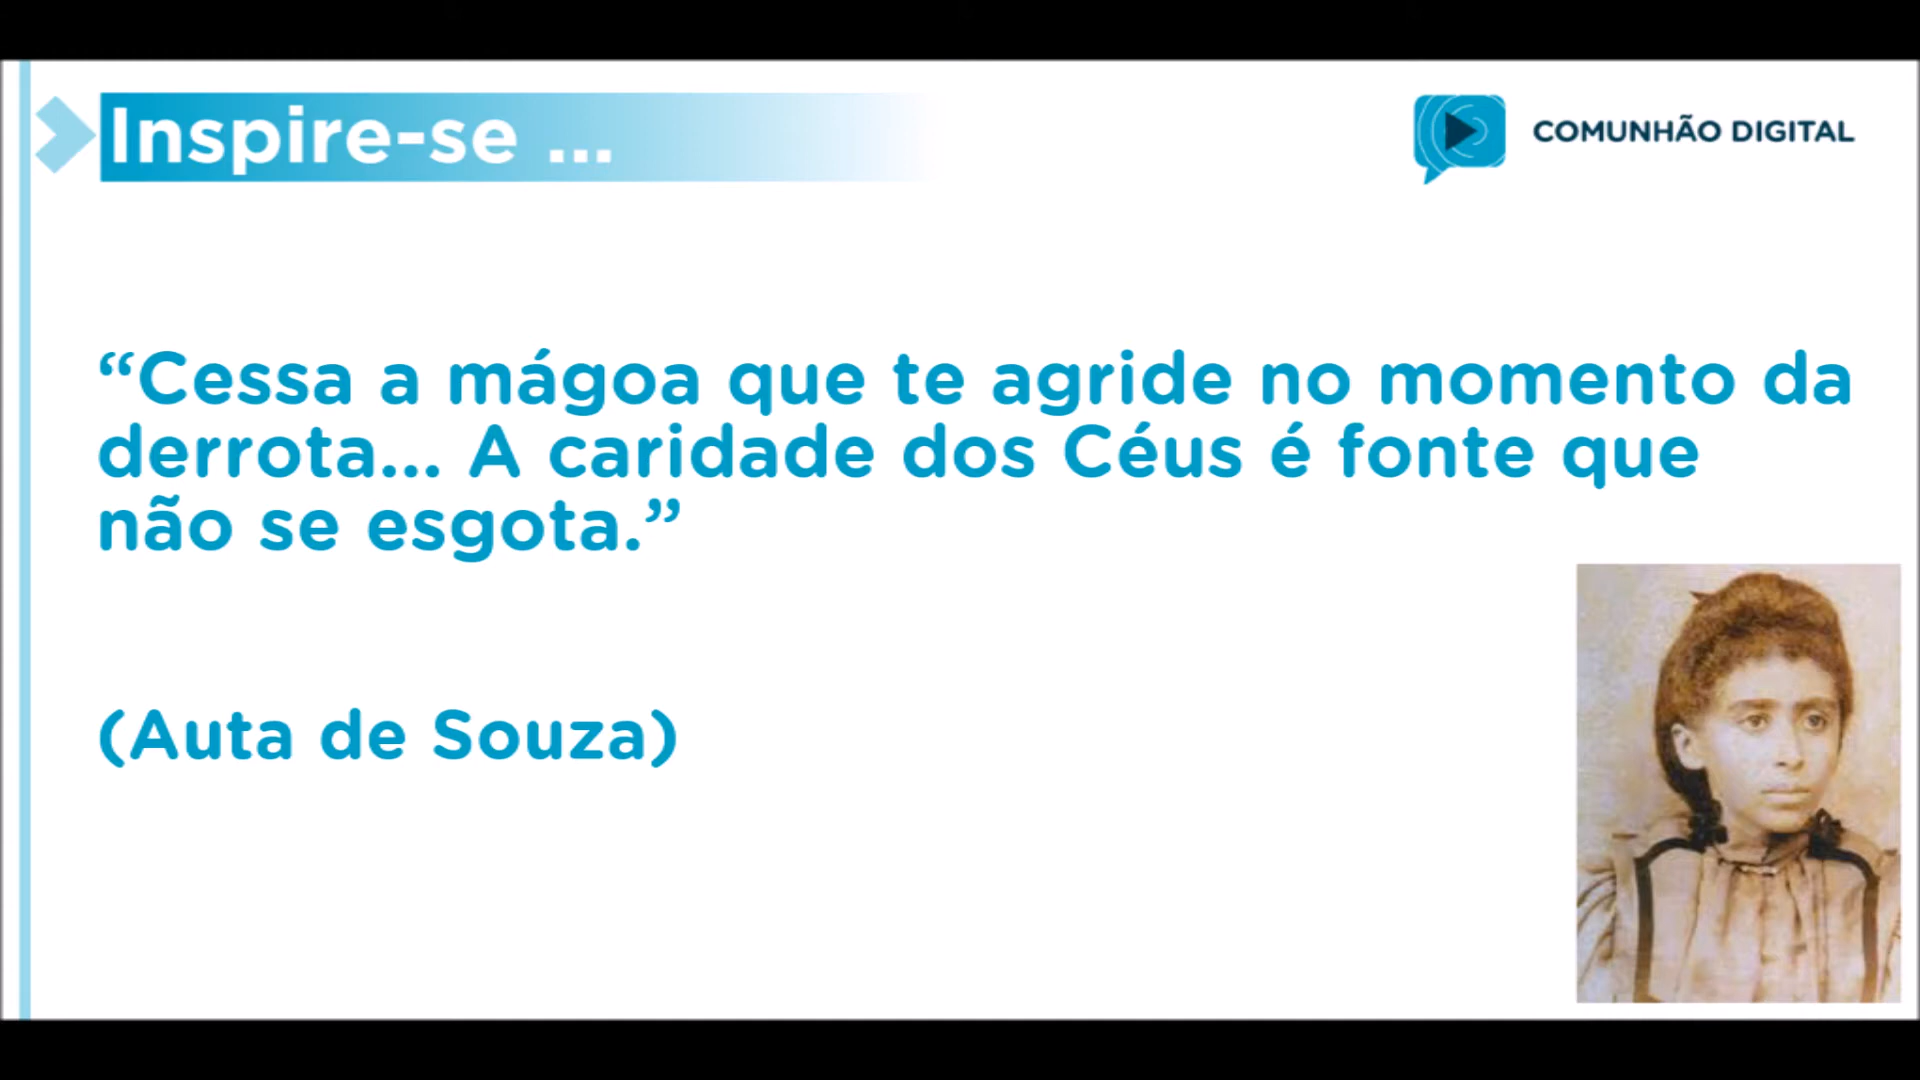 Inspire-se ...
COMUNHÃO DIGITAL
“Cessa a mágoa que te agride no momento da
derrota... A caridade dos Céus é fonte que
não se esgota.”
(Auta de Souza)